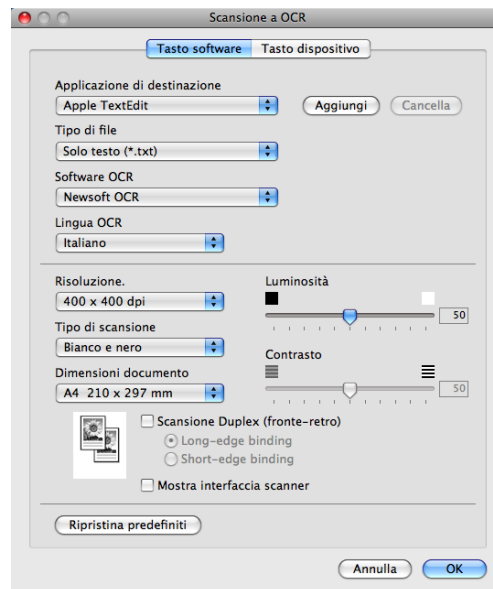 Scansione a OCR
Tasto software Tasto dispositivo
Applicazione di destinazione
Apple TextEdit Aggiungi Cancella
Tipo di file
Solo testo (*.txt)
Software OCR
Newsoft OCR
Lingua OCR
Italiano
Risoluzione. Luminosità
400 x 400 dpi 50
Tipo di scansione
Bianco e nero Contrasto
Dimensioni documento
A4 210 x 297 mm 50
Scansione Duplex (fronte-retro)
Long-edge binding
Short-edge binding
Mostra interfaccia scanner
Ripristina predefiniti
Annulla OK